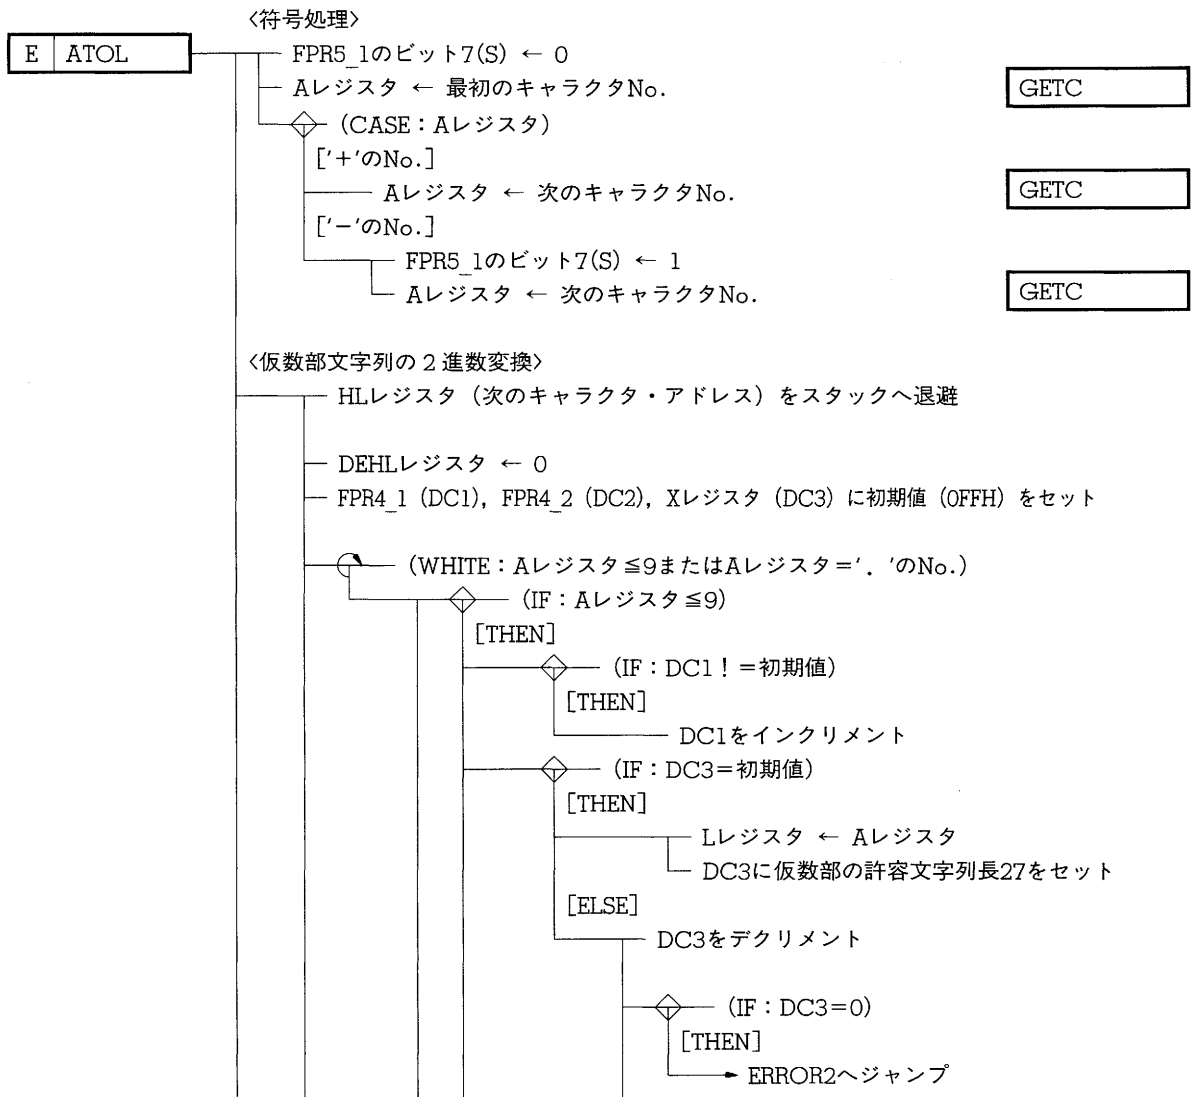 〈符号処理〉
E ATOL
FPR5_1のビット7(S) ← 0
Aレジスタ ← 最初のキャラクタNo.
GETC
(CASE：Aレジスタ)
['+'のNo.]
Aレジスタ ← 次のキャラクタNo.
GETC
['−'のNo.]
FPR5_1のビット7(S) ← 1
Aレジスタ ← 次のキャラクタNo.
GETC
〈仮数部文字列の２進数変換〉
HLレジスタ（次のキャラクタ・アドレス）をスタックへ退避
DEHLレジスタ ← 0
FPR4_1 (DC1), FPR4_2 (DC2), Xレジスタ (DC3) に初期値 (0FFH) をセット
(WHITE：Aレジスタ≦9またはAレジスタ='．'のNo.)
(IF：Aレジスタ≦9)
[THEN]
(IF：DC1！=初期値)
[THEN]
DC1をインクリメント
(IF：DC3=初期値)
[THEN]
Lレジスタ ← Aレジスタ
DC3に仮数部の許容文字列長27をセット
[ELSE]
DC3をデクリメント
(IF：DC3=0)
[THEN]
ERROR2へジャンプ